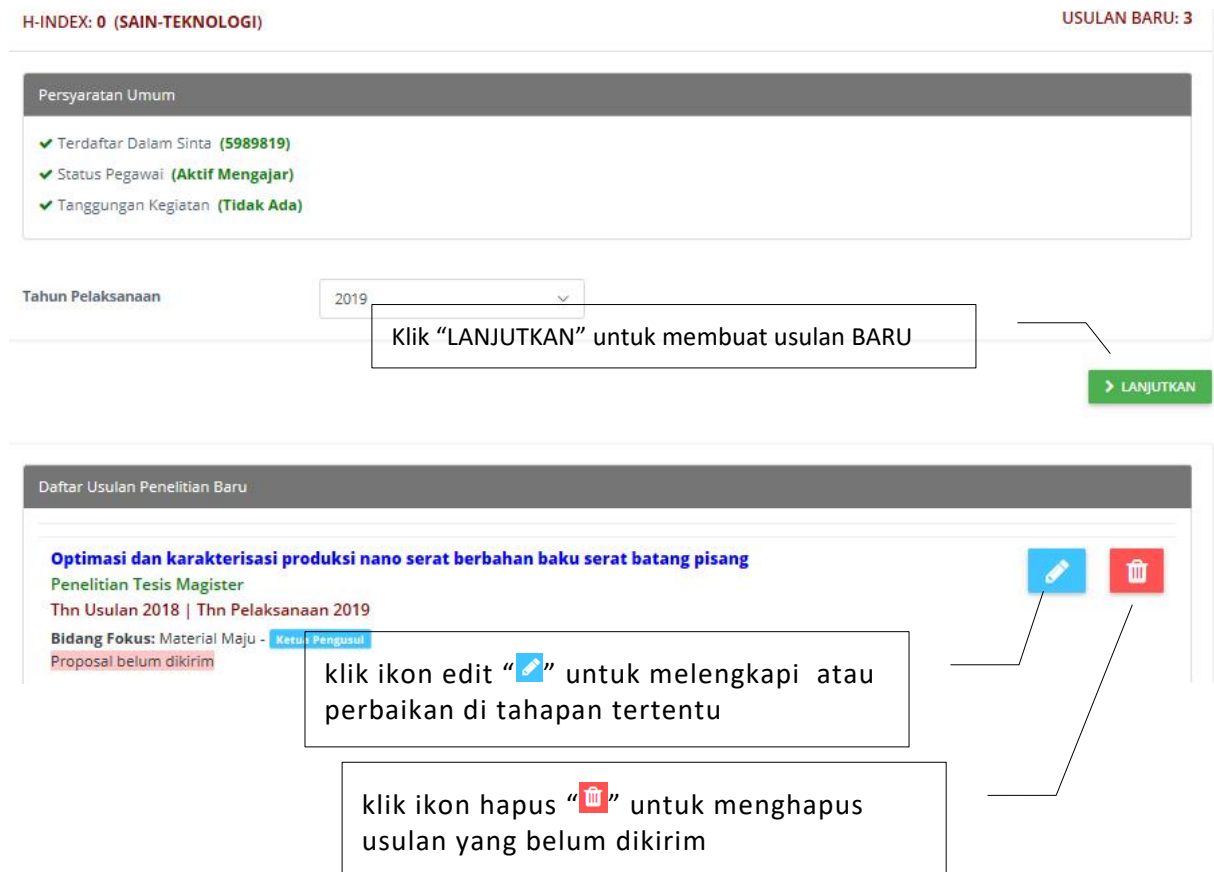 H-INDEX: 0 (SAIN-TEKNOLOGI)
USULAN BARU: 3
Persyaratan Umum
Terdaftar Dalam Sinta (5989819)
Status Pegawai (Aktif Mengajar)
Tanggungan Kegiatan (Tidak Ada)
Tahun Pelaksanaan
2019
Klik “LANJUTKAN” untuk membuat usulan BARU
LANJUTKAN
Daftar Usulan Penelitian Baru
Optimasi dan karakterisasi produksi nano serat berbahan baku serat batang pisang
Penelitian Tesis Magister
Thn Usulan 2018 | Thn Pelaksanaan 2019
Bidang Fokus: Material Maju - Ketua Pengusul
Proposal belum dikirim
klik ikon edit “ ” untuk melengkapi atau
perbaikan di tahapan tertentu
klik ikon hapus “ ” untuk menghapus
usulan yang belum dikirim